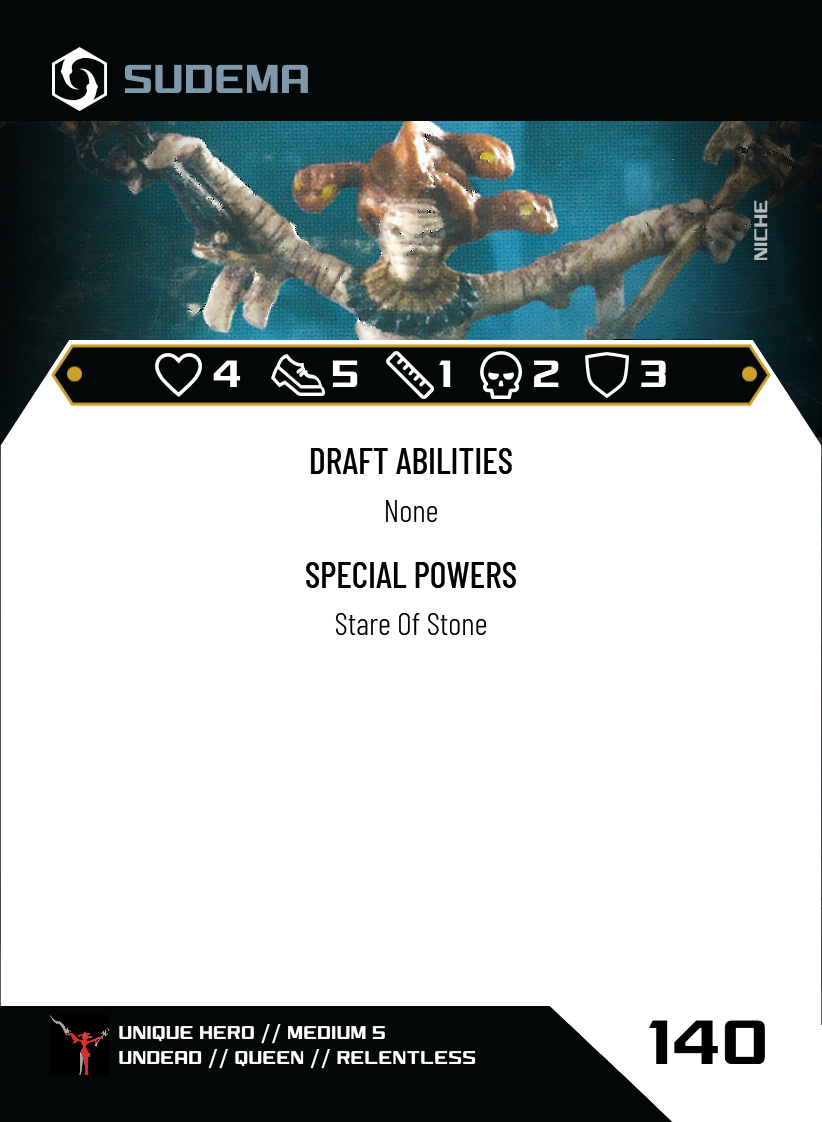 SUDEMA
NICHE
4 5 1 2 3
DRAFT ABILITIES
None
SPECIAL POWERS
Stare Of Stone
UNIQUE HERO // MEDIUM 5
UNDEAD // QUEEN // RELENTLESS
140